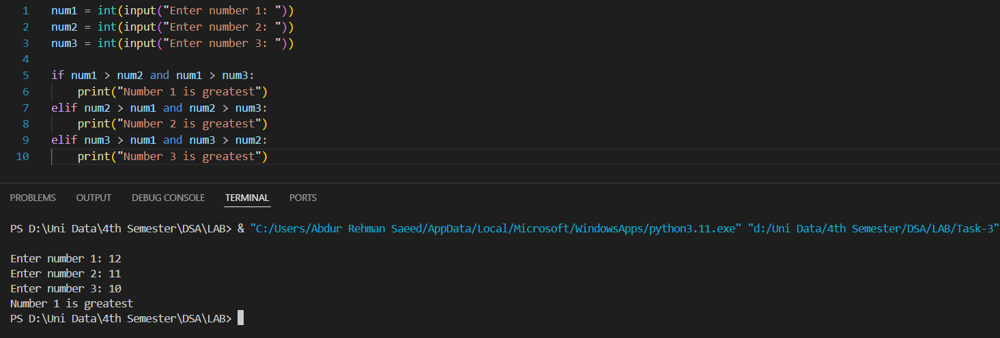 1 num1 = int(input("Enter number 1: "))
2 num2 = int(input("Enter number 2: "))
3 num3 = int(input("Enter number 3: "))
4
5 if num1 > num2 and num1 > num3:
6     print("Number 1 is greatest")
7 elif num2 > num1 and num2 > num3:
8     print("Number 2 is greatest")
9 elif num3 > num1 and num3 > num2:
10     print("Number 3 is greatest")
PROBLEMS OUTPUT DEBUG CONSOLE TERMINAL PORTS
PS D:\Uni Data\4th Semester\DSA\LAB> & "C:/Users/Abdur Rehman Saeed/AppData/Local/Microsoft/WindowsApps/python3.11.exe" "d:/Uni Data/4th Semester/DSA/LAB/Task-3"
Enter number 1: 12
Enter number 2: 11
Enter number 3: 10
Number 1 is greatest
PS D:\Uni Data\4th Semester\DSA\LAB>